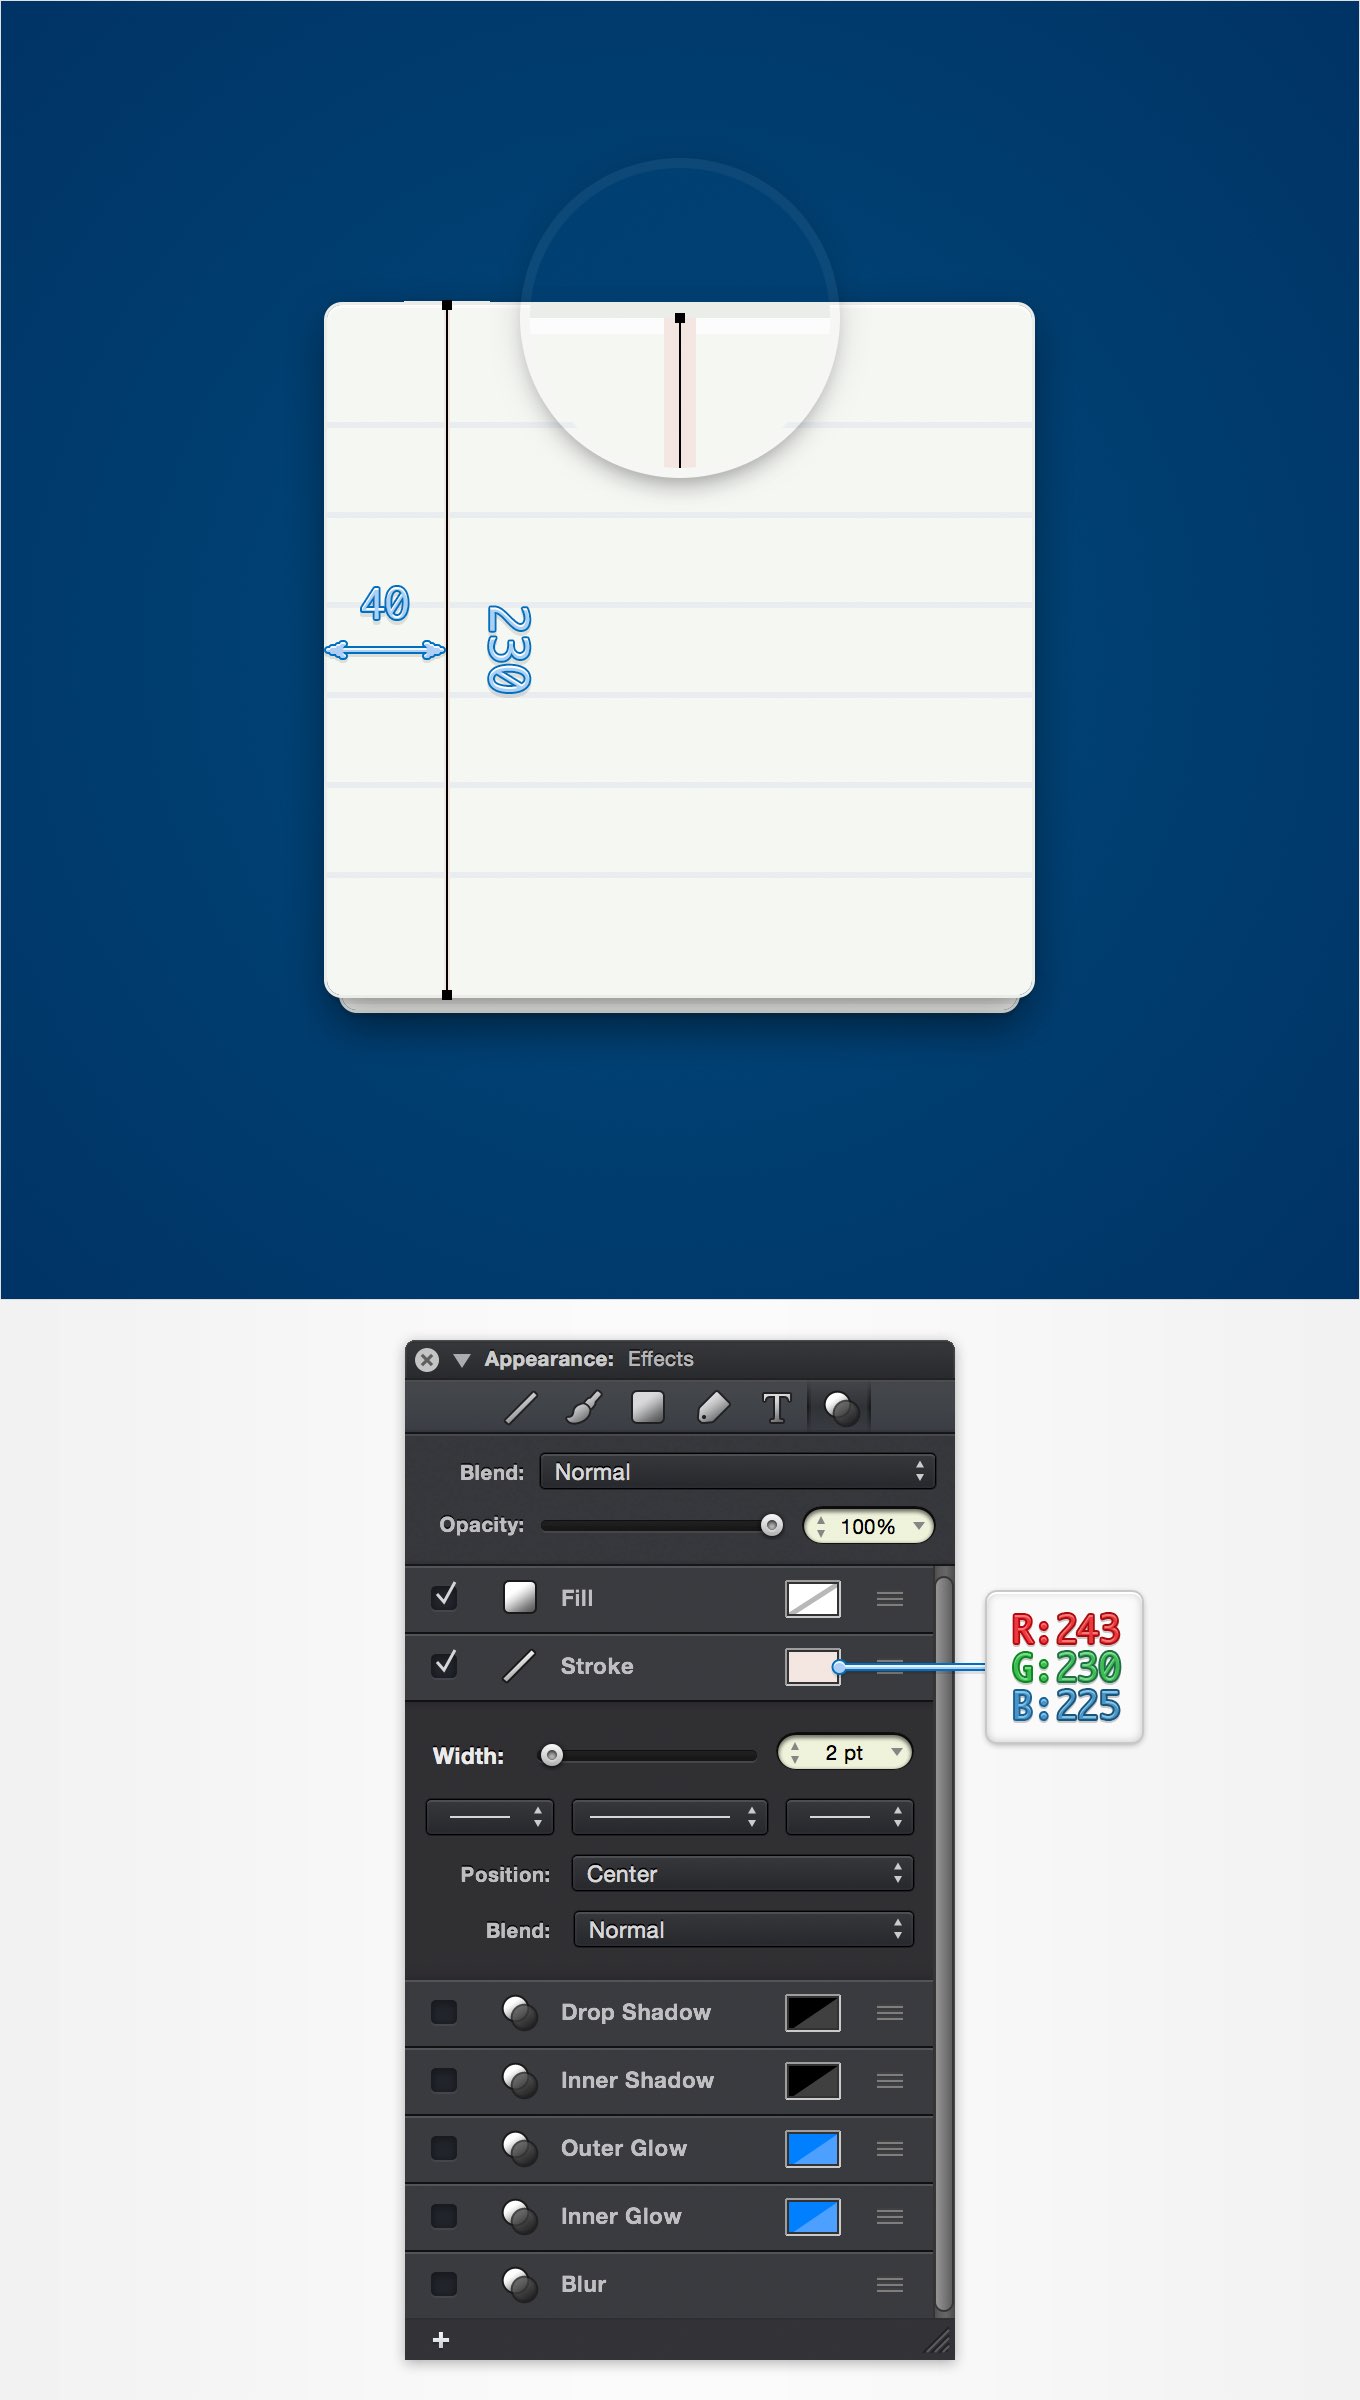 40
230
Appearance: Effects
T
Blend: Normal
Opacity: 100%
Fill
Stroke
R:243
G:230
B:225
Width: 2 pt
Position: Center
Blend: Normal
Drop Shadow
Inner Shadow
Outer Glow
Inner Glow
Blur
+